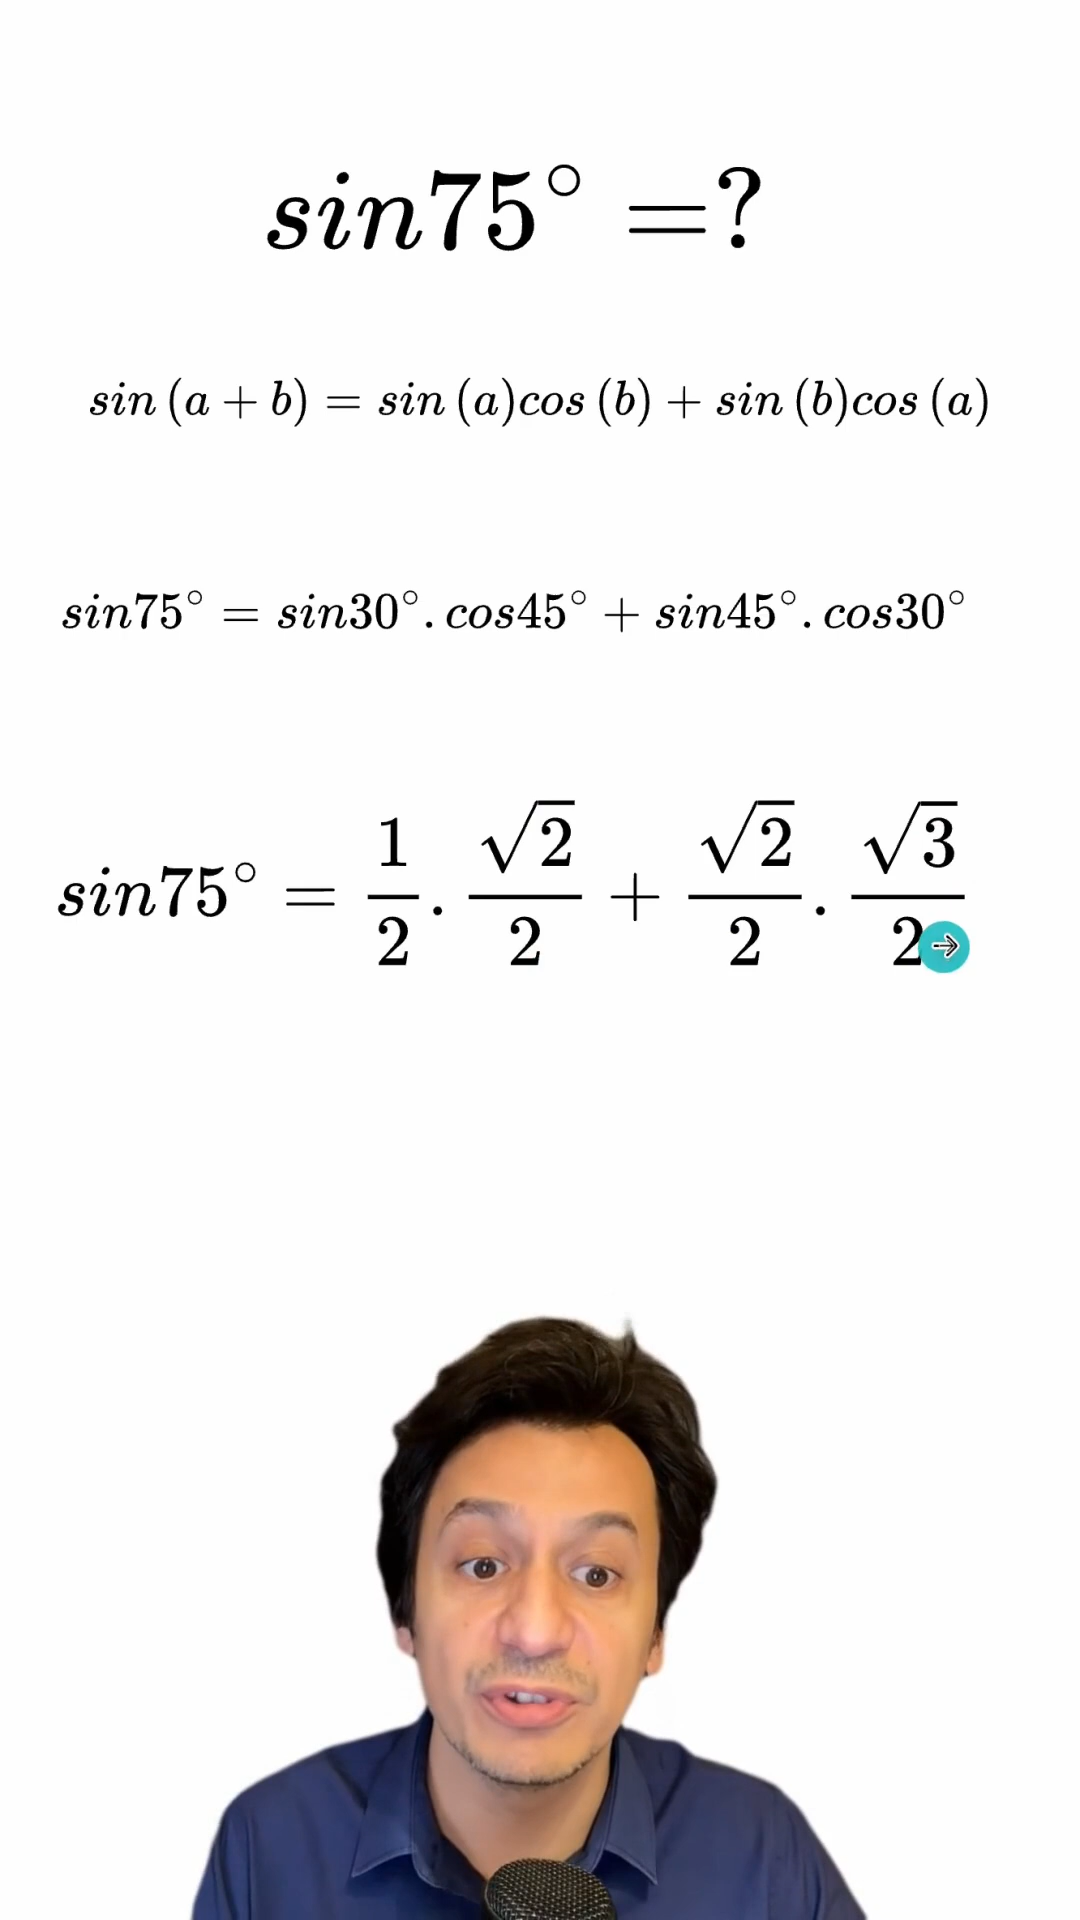 sin75° =?
sin (a + b) = sin (a)cos (b) + sin (b)cos (a)
sin75° = sin30°. cos45° + sin45°. cos30°
sin75° = 1/2 . √2/2 + √2/2 . √3/2